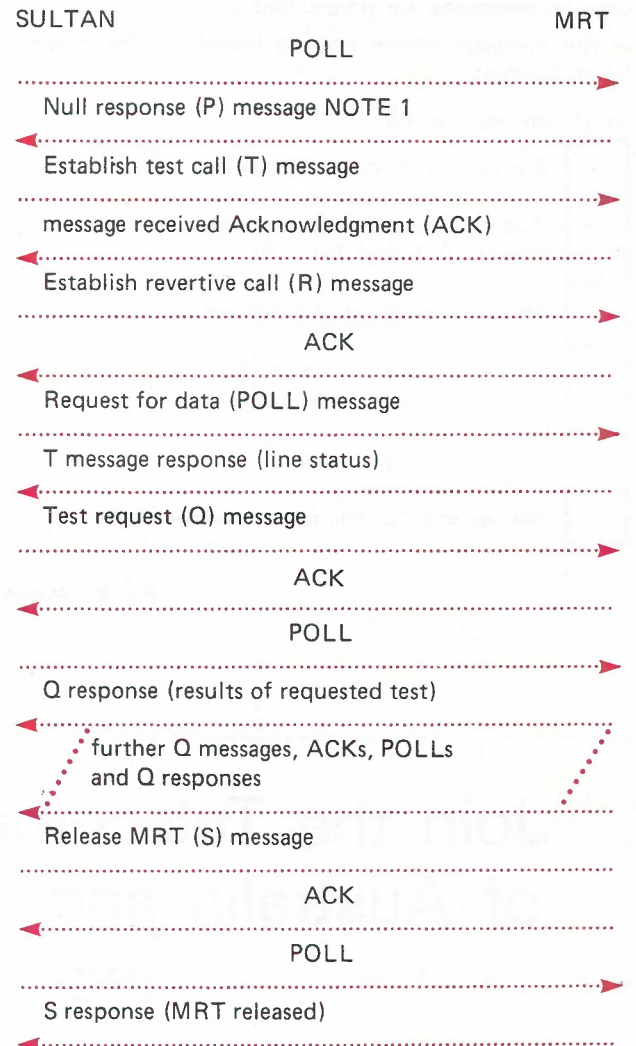 SULTAN MRT
POLL
Null response (P) message NOTE 1
Establish test call (T) message
message received Acknowledgment (ACK)
Establish revertive call (R) message
ACK
Request for data (POLL) message
T message response (line status)
Test request (Q) message
ACK
POLL
Q response (results of requested test)
further Q messages, ACKs, POLLs
and Q responses
Release MRT (S) message
ACK
POLL
S response (MRT released)